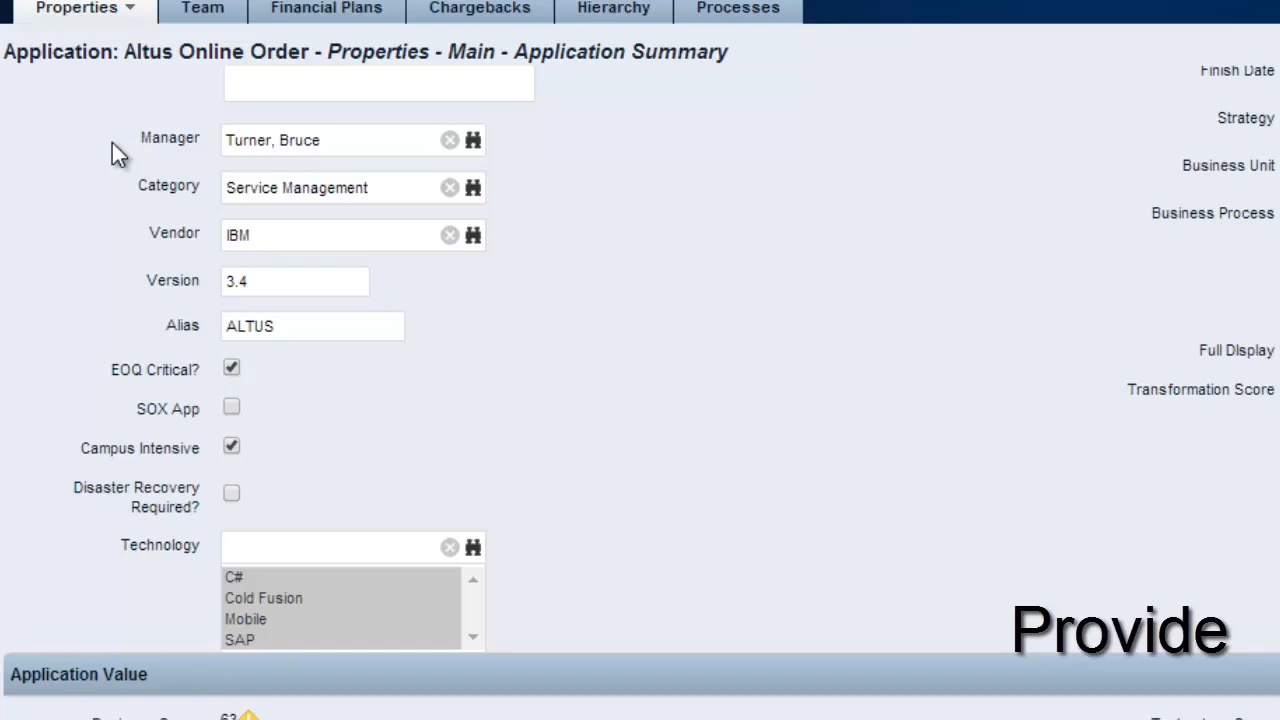 Properties Team Financial Plans Chargebacks Hierarchy Processes
Application: Altus Online Order - Properties - Main - Application Summary
Finish Date
Strategy
Manager Turner, Bruce
Business Unit
Category Service Management
Business Process
Vendor IBM
Version 3.4
Alias ALTUS
Full DIsplay
EOQ Critical?
Transformation Score
SOX App
Campus Intensive
Disaster Recovery
Required?
Technology
C#
Cold Fusion
Mobile
SAP
Provide
Application Value
63